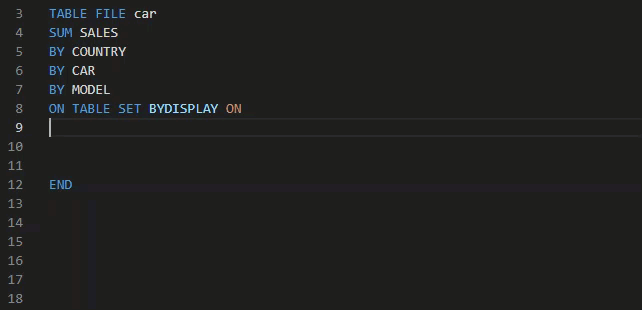 3 TABLE FILE car
4 SUM SALES
5 BY COUNTRY
6 BY CAR
7 BY MODEL
8 ON TABLE SET BYDISPLAY ON
9
10
11
12 END
13
14
15
16
17
18